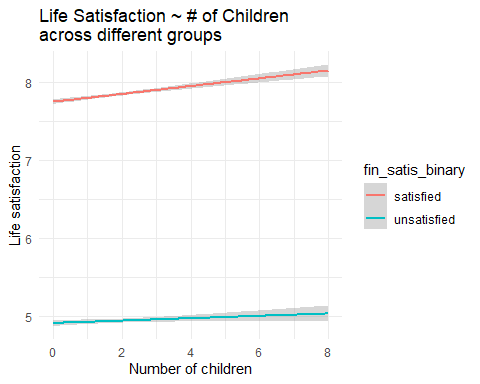 Life Satisfaction ~ # of Children
across different groups
Life satisfaction
8
7
6
5
0 2 4 6 8
Number of children
fin_satis_binary
satisfied
unsatisfied